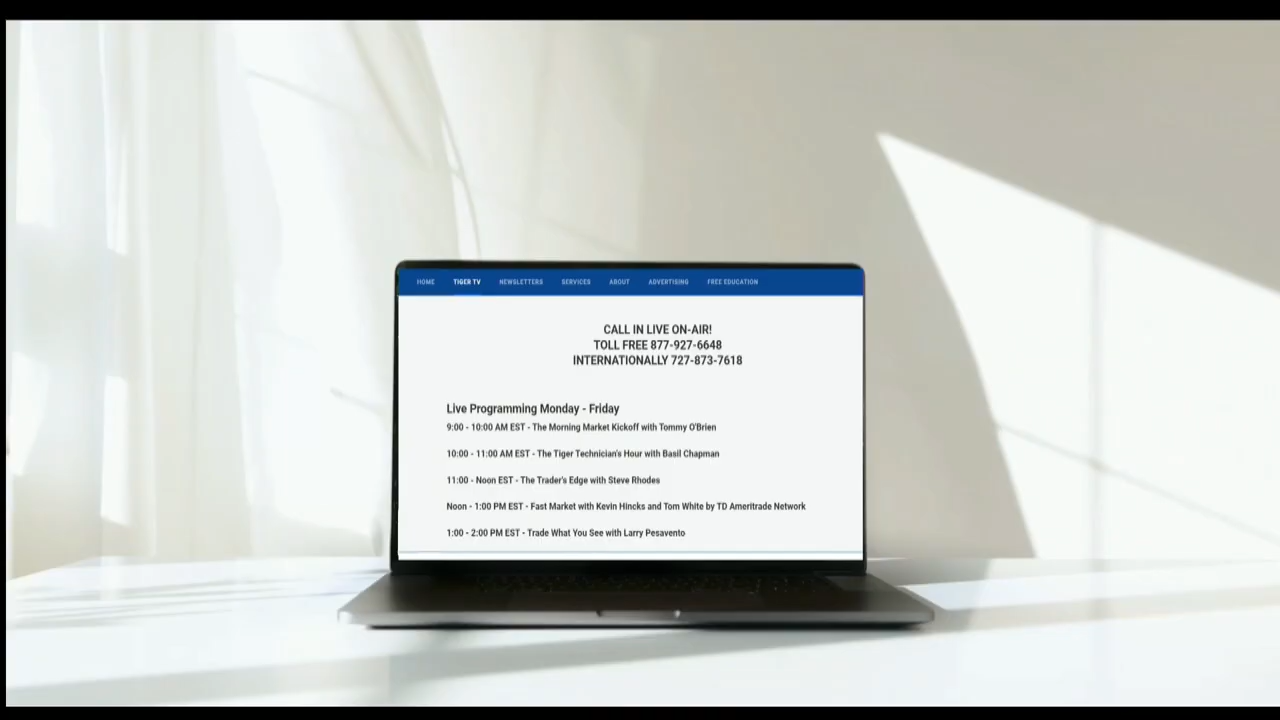 HOME TIGER TV NEWSLETTERS SERVICES ABOUT ADVERTISING FREE EDUCATION
CALL IN LIVE ON-AIR!
TOLL FREE 877-927-6648
INTERNATIONALLY 727-873-7618
Live Programming Monday - Friday
9:00 - 10:00 AM EST - The Morning Market Kickoff with Tommy O'Brien
10:00 - 11:00 AM EST - The Tiger Technician's Hour with Basil Chapman
11:00 - Noon EST - The Trader's Edge with Steve Rhodes
Noon - 1:00 PM EST - Fast Market with Kevin Hincks and Tom White by TD Ameritrade Network
1:00 - 2:00 PM EST - Trade What You See with Larry Pesavento